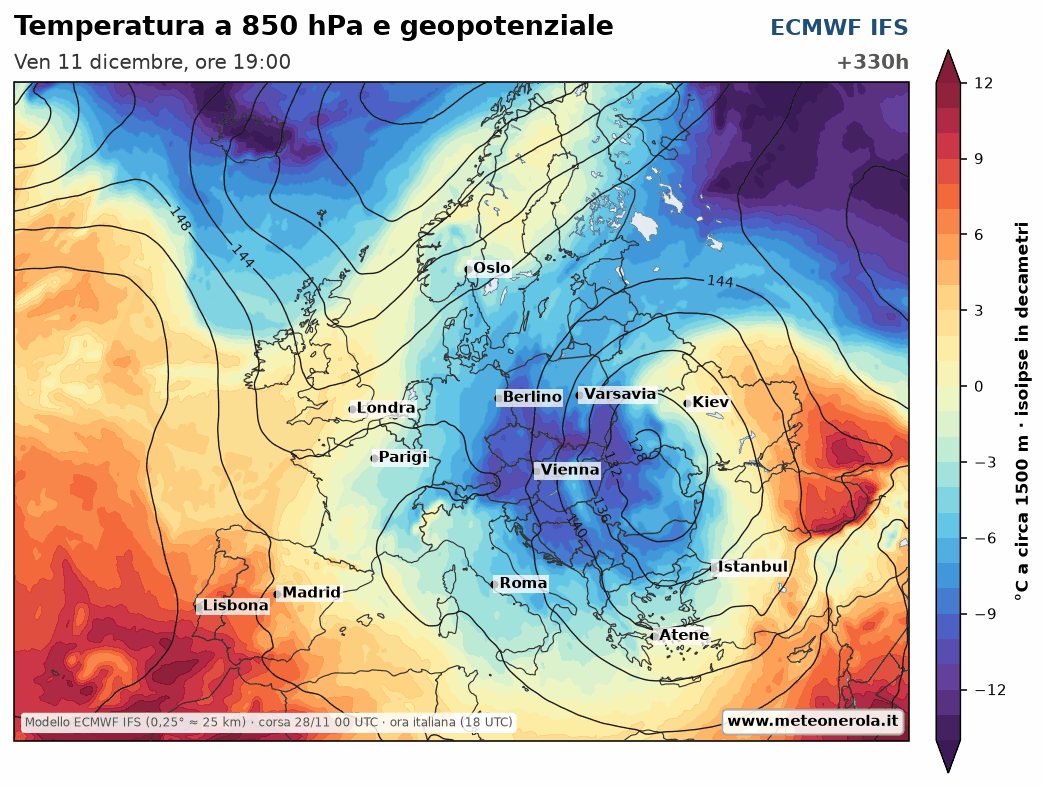 Temperatura a 850 hPa e geopotenziale
ECMWF IFS
Ven 11 dicembre, ore 19:00
+330h
12
9
6
3
0
−3
−6
−9
−12
°C a circa 1500 m · isoipse in decametri
148
144
144
Oslo
Londra
Berlino
Varsavia
Kiev
Parigi
Vienna
128
132
136
140
Roma
Istanbul
Madrid
Lisbona
Atene
Modello ECMWF IFS (0,25° ≈ 25 km) · corsa 28/11 00 UTC · ora italiana (18 UTC)
www.meteonerola.it